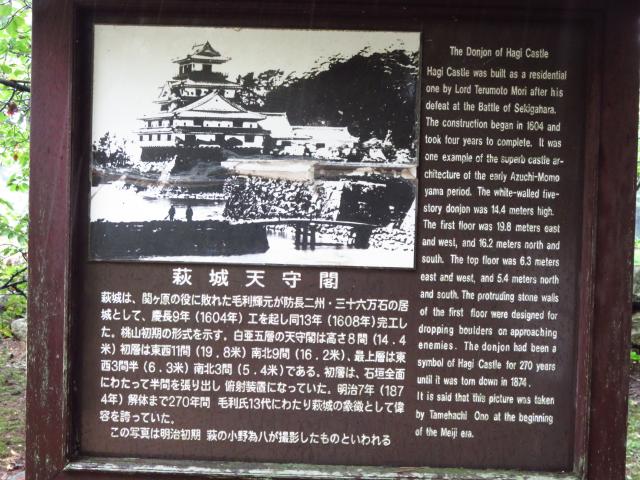 The Donjon of Hagi Castle
Hagi Castle was built as a residential
one by Lord Terumoto Mori after his
defeat at the Battle of Sekigahara.
The construction began in 1604 and
took four years to complete. It was
one example of the superb castle ar-
chitecture of the early Azuchi-Momo
yama period. The white-walled five-
story donjon was 14.4 meters high.
The first floor was 19.8 meters east
and west, and 16.2 meters north and
south. The top floor was 6.3 meters
east and west, and 5.4 meters north
and south. The protruding stone walls
of the first floor were designed for
dropping boulders on approaching
enemies. The donjon had been a
symbol of Hagi Castle for 270 years
until it was torn down in 1874.
It is said that this picture was taken
by Tamehachi Ono at the beginning
of the Meiji era.
萩城天守閣
萩城は、関ヶ原の役に敗れた毛利輝元が防長二州・三十六万石の居
城として、慶長9年（1604年）工を起し同13年（1608年）完工し
た。桃山初期の形式を示す。白亜五層の天守閣は高さ8間（14.4
米）初層は東西11間（19.8米）南北9間（16.2米）、最上層は東
西3間半（6.3米）南北3間（5.4米）である。初層は、石垣全面
にわたって半間を張り出し 俯射装置になっていた。明治7年（187
4年）解体まで270年間 毛利氏13代にわたり萩城の象徴として偉
容を誇っていた。
この写真は明治初期 萩の小野為八が撮影したものといわれる